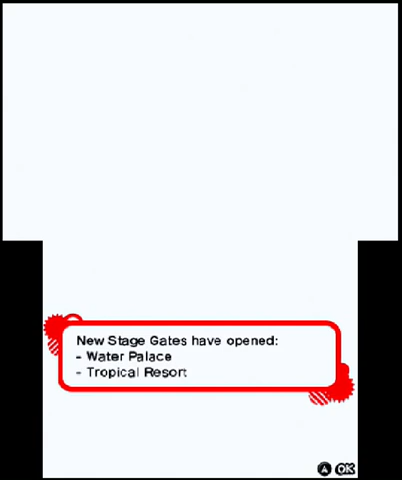 New Stage Gates have opened:
- Water Palace
- Tropical Resort
A OK